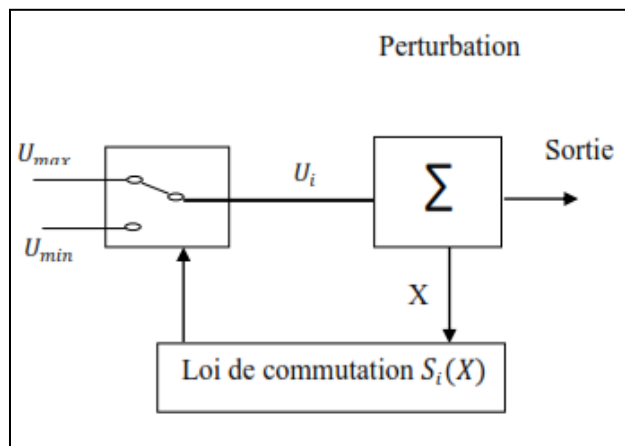 Perturbation
U_max
U_i
Σ
Sortie
U_min
X
Loi de commutation S_i(X)